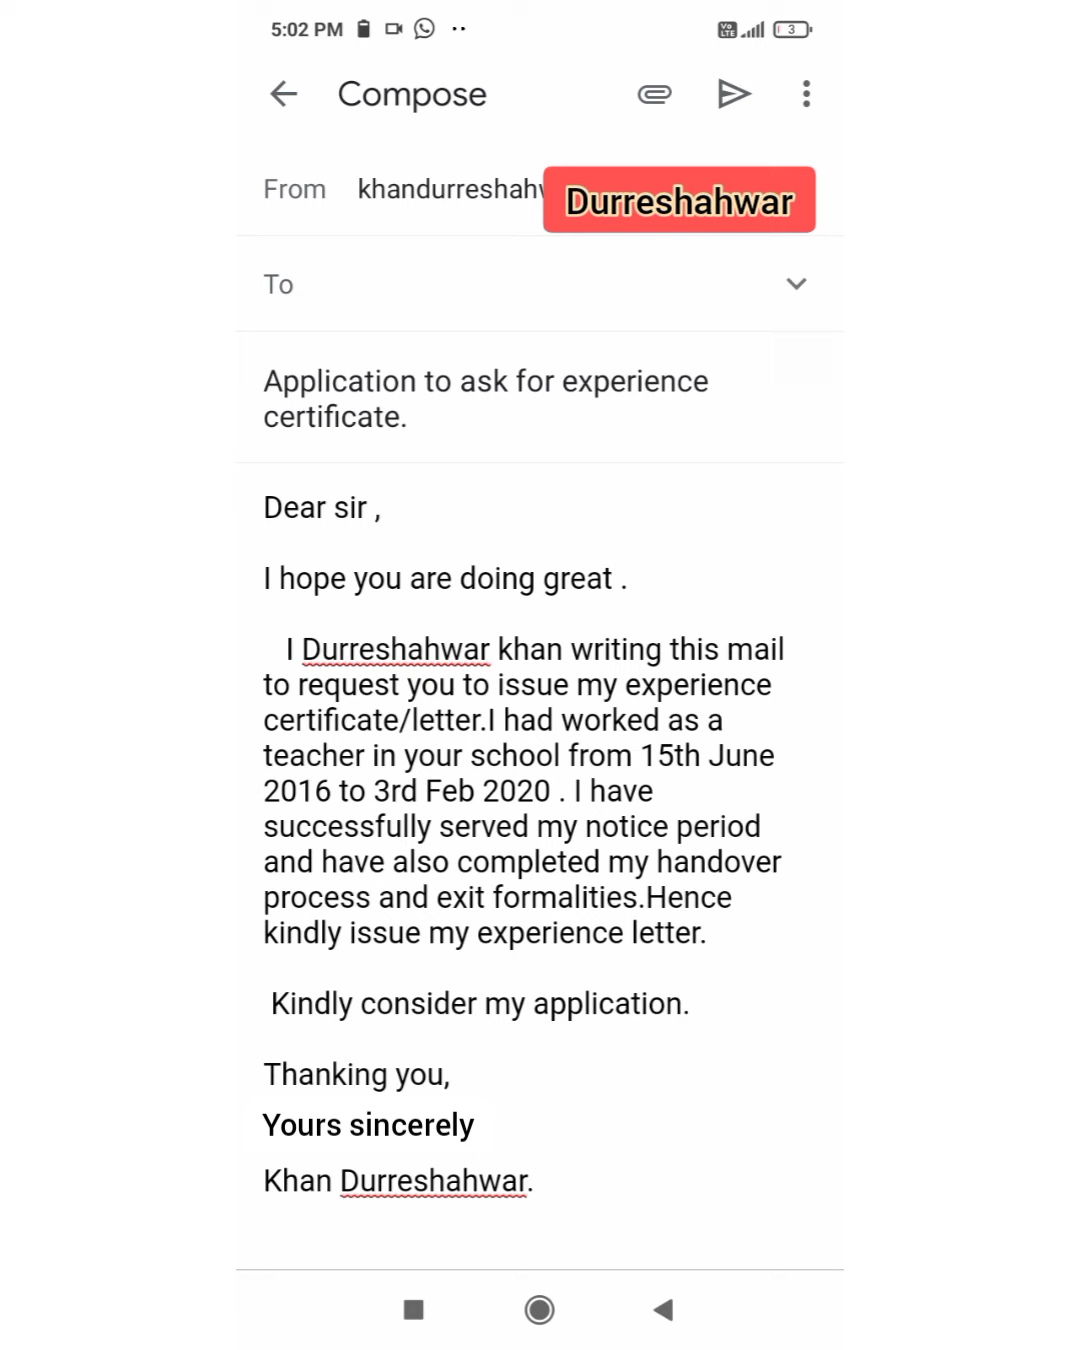 5:02 PM
Vo LTE 3
Compose
From khandurreshahw
Durreshahwar
To
Application to ask for experience
certificate.
Dear sir ,
I hope you are doing great .
I Durreshahwar khan writing this mail
to request you to issue my experience
certificate/letter.I had worked as a
teacher in your school from 15th June
2016 to 3rd Feb 2020 . I have
successfully served my notice period
and have also completed my handover
process and exit formalities.Hence
kindly issue my experience letter.
Kindly consider my application.
Thanking you,
Yours sincerely
Khan Durreshahwar.